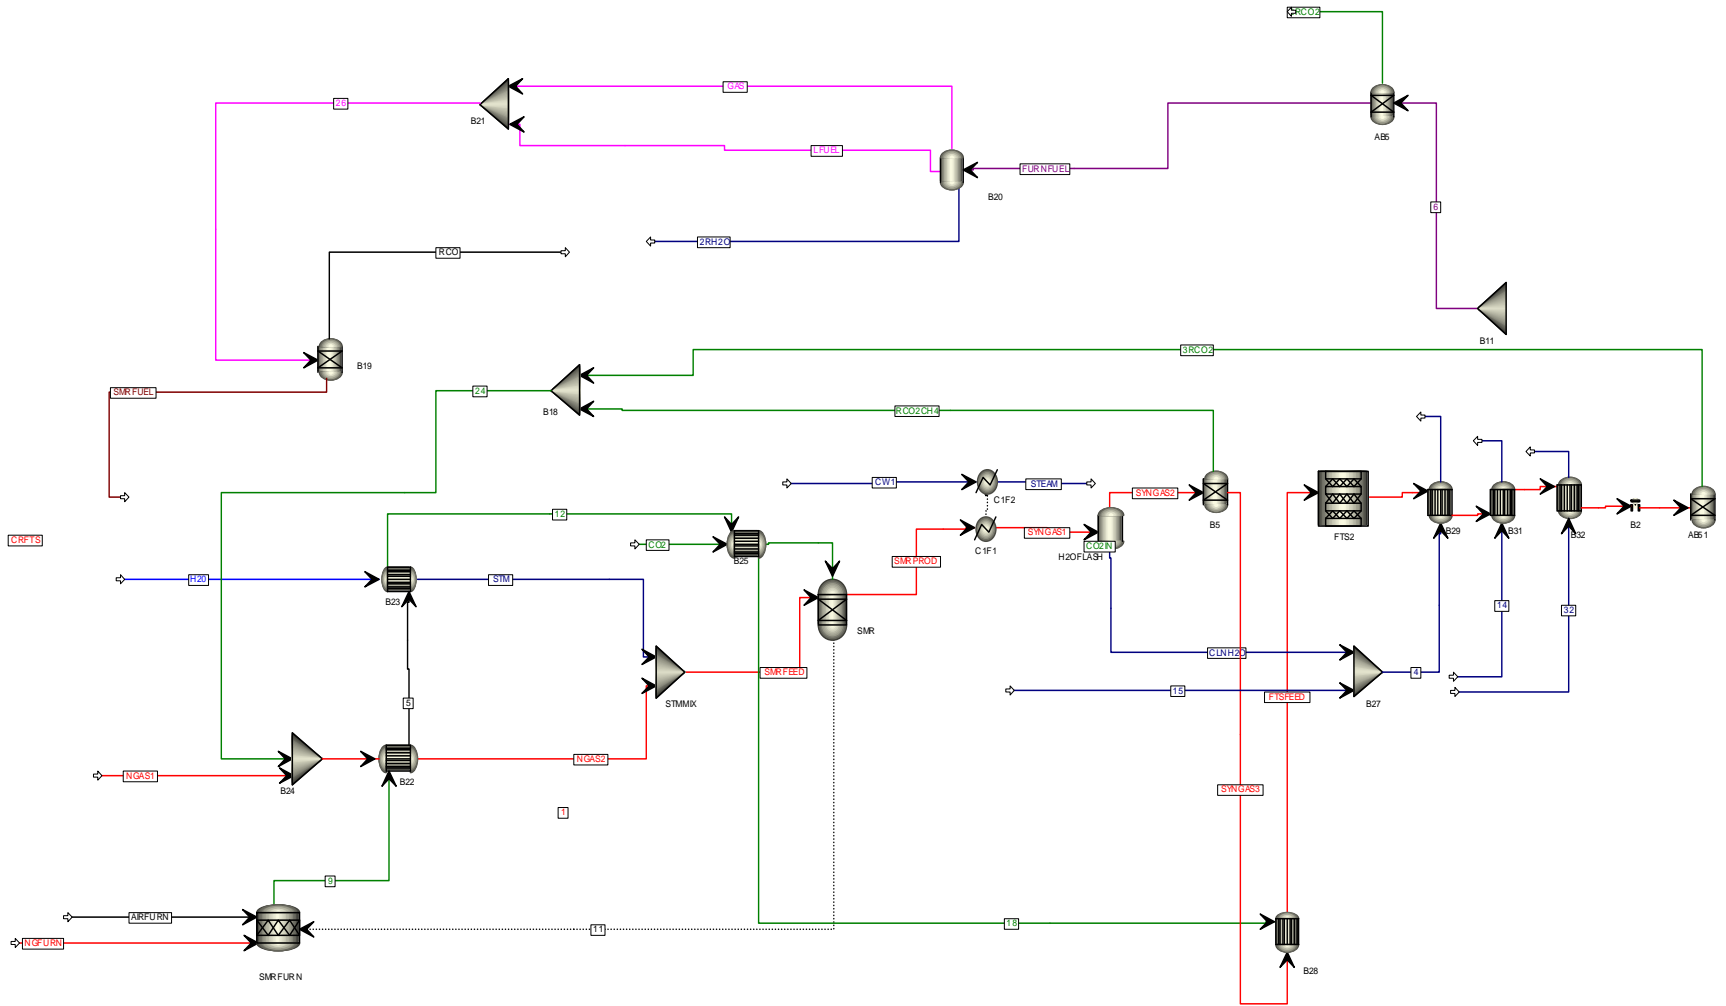 RCO2
GAS
26
B21
AB5
LFUEL
FURNFUEL
B20
6
2RH2O
RCO
B11
3RCO2
B19
SMRFUEL
24
B18
RCO2CH4
CW1
C1F2
STEAM
SYNGAS2
B5
12
SYNGAS1
B29
B31
B32
B2
AB51
CRFTS
CO2
B25
C1F1
CO2IN
H2OFLASH
FTS2
SMRPROD
H20
STM
B23
14
32
SMR
CLNH2O
SMRFEED
4
15
FTSFEED
5
STMMIX
B27
NGAS2
NGAS1
B22
B24
SYNGAS3
1
9
AIRFURN
11
18
NGFURN
B28
SMRFURN